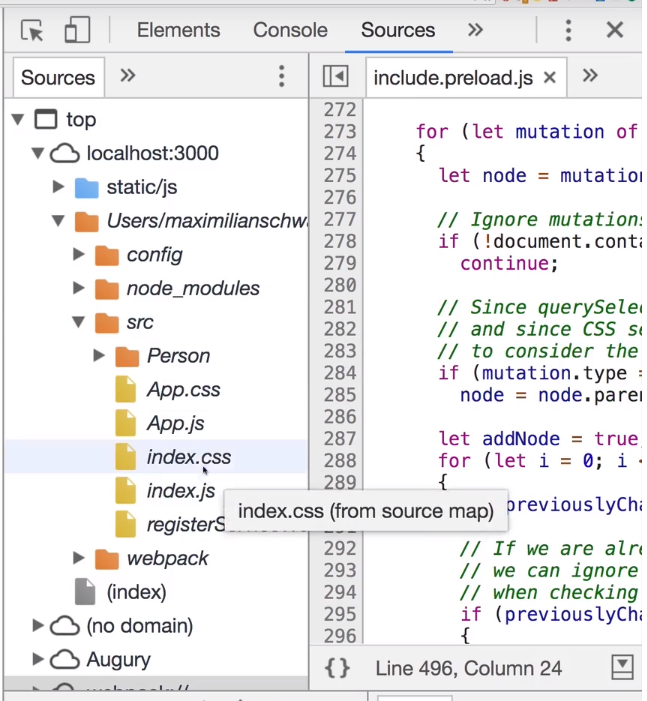 Elements Console Sources »
Sources »
include.preload.js ×
top
localhost:3000
static/js
Users/maximilianschwa
config
node_modules
src
Person
App.css
App.js
index.css
index.js
index.css (from source map)
webpack
(index)
(no domain)
Augury
webpack://
272
273 for (let mutation of
274 {
275 let node = mutation
276
277 // Ignore mutations
278 if (!document.conta
279 continue;
280
281 // Since querySelec
282 // and since CSS se
283 // to consider the
284 if (mutation.type =
285 node = node.paren
286
287 let addNode = true
288 for (let i = 0; i <
289 {
previouslyCha
292 // If we are alre
293 // we can ignore
294 // when checking
295 if (previouslyCha
296 {
{} Line 496, Column 24